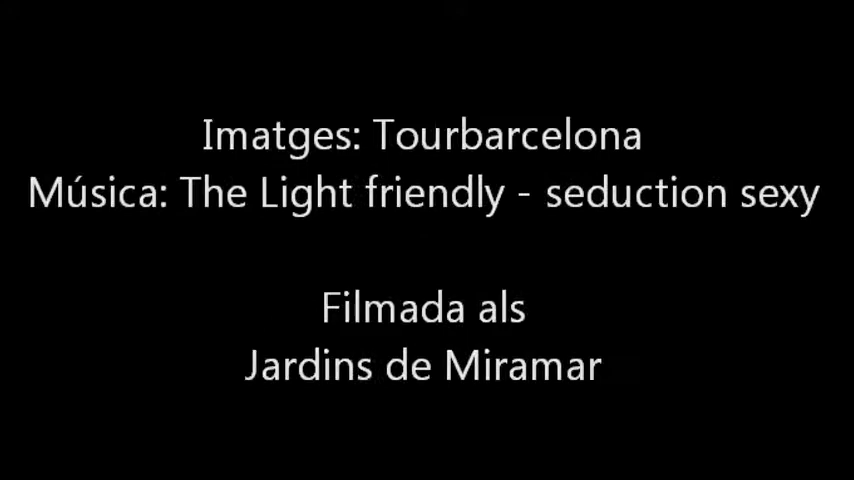 Imatges: Tourbarcelona
Música: The Light friendly - seduction sexy
Filmada als
Jardins de Miramar